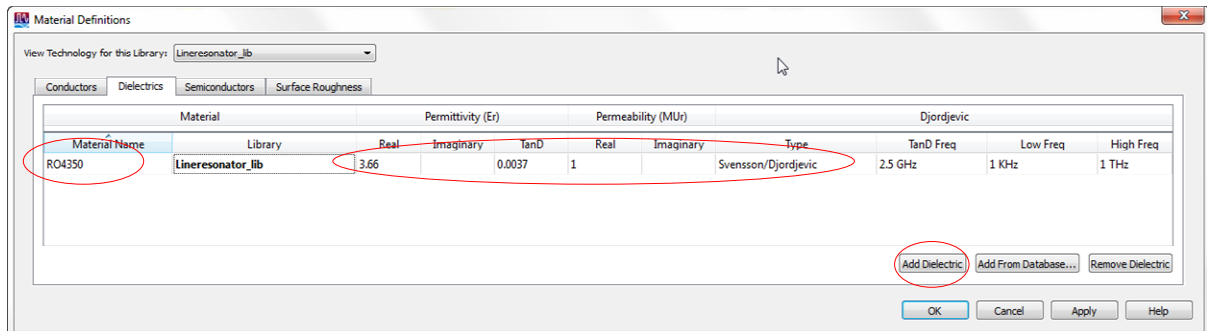 Material Definitions
View Technology for this Library: Lineresonator_lib
Conductors Dielectrics Semiconductors Surface Roughness
Material Permittivity (Er) Permeability (MUr) Djordjevic
Material Name Library Real Imaginary TanD Real Imaginary Type TanD Freq Low Freq High Freq
RO4350 Lineresonator_lib 3.66 0.0037 1 Svensson/Djordjevic 2.5 GHz 1 KHz 1 THz
Add Dielectric Add From Database... Remove Dielectric
OK Cancel Apply Help